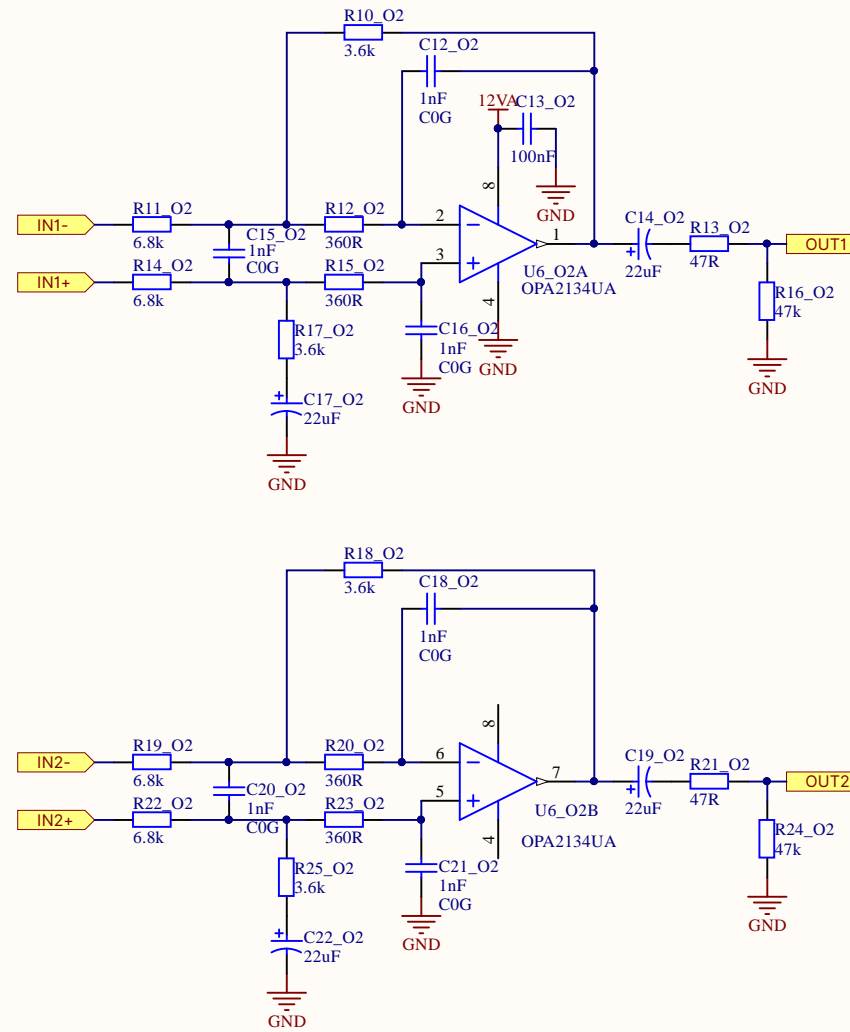 R10_O2
3.6k
C12_O2
1nF
C0G
12VA
C13_O2
100nF
GND
8
IN1-
R11_O2
6.8k
C15_O2
1nF
C0G
R12_O2
360R
2
3
1
4
U6_O2A
OPA2134UA
C14_O2
22uF
R13_O2
47R
OUT1
IN1+
R14_O2
6.8k
R15_O2
360R
R16_O2
47k
GND
R17_O2
3.6k
C16_O2
1nF
C0G
GND
GND
C17_O2
22uF
GND
R18_O2
3.6k
C18_O2
1nF
C0G
8
IN2-
R19_O2
6.8k
C20_O2
1nF
C0G
R20_O2
360R
6
5
7
4
U6_O2B
OPA2134UA
C19_O2
22uF
R21_O2
47R
OUT2
IN2+
R22_O2
6.8k
R23_O2
360R
R24_O2
47k
GND
R25_O2
3.6k
C21_O2
1nF
C0G
GND
C22_O2
22uF
GND